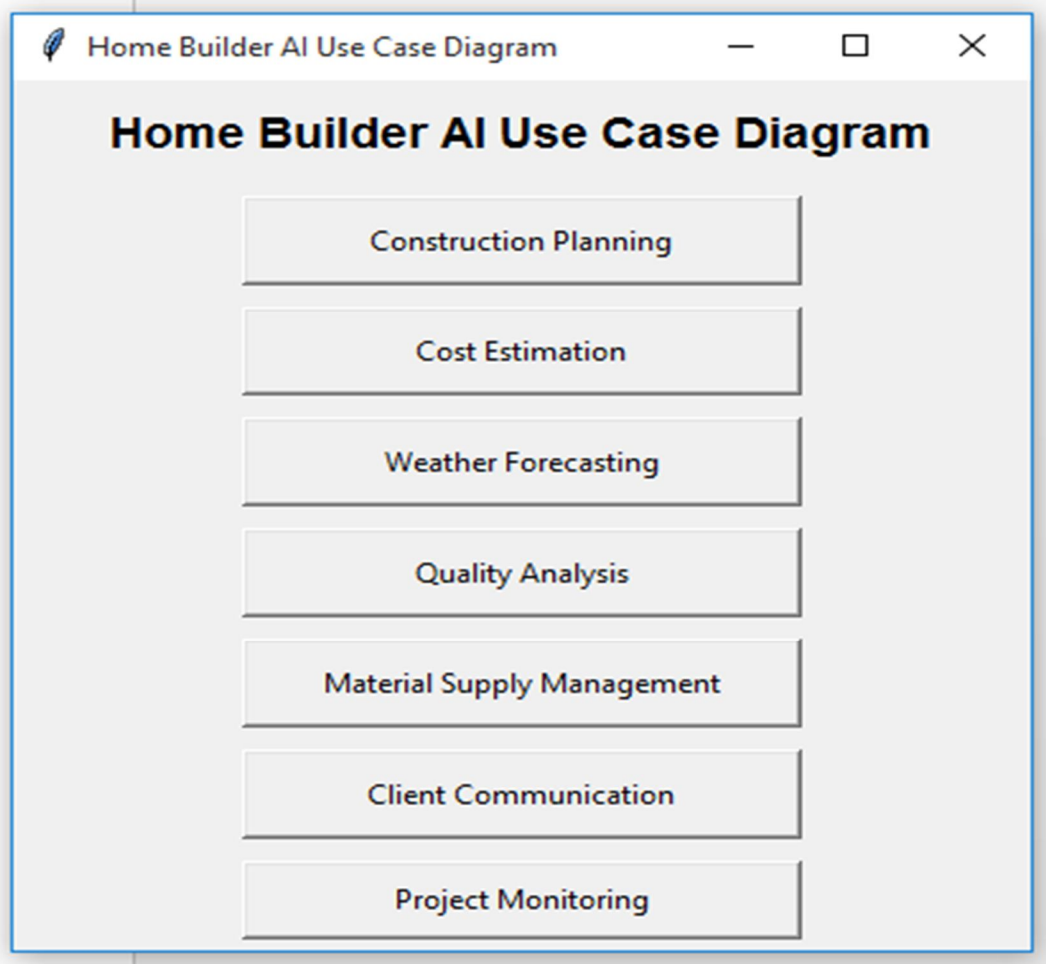 Home Builder AI Use Case Diagram
Home Builder AI Use Case Diagram
Construction Planning
Cost Estimation
Weather Forecasting
Quality Analysis
Material Supply Management
Client Communication
Project Monitoring